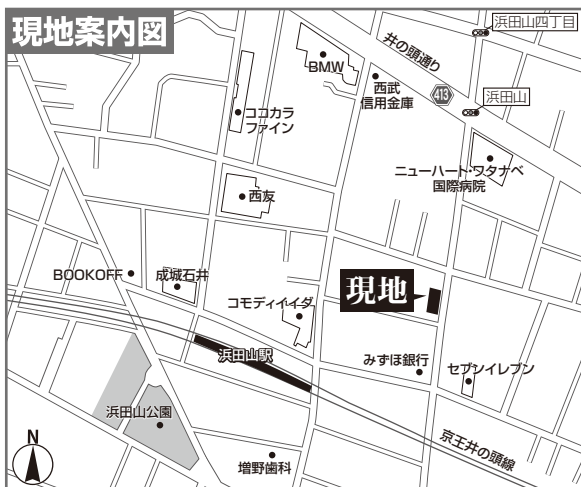 現地案内図
浜田山四丁目
井の頭通り
BMW
西武
信用金庫
413
浜田山
ココカラ
ファイン
ニューハート・ワタナベ
国際病院
西友
BOOKOFF
成城石井
コモディイイダ
現地
浜田山駅
みずほ銀行
セブンイレブン
浜田山公園
京王井の頭線
増野歯科
N